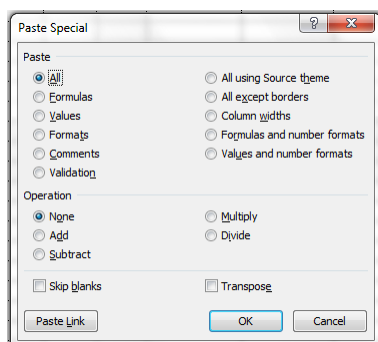 Paste Special
Paste
All
All using Source theme
Formulas
All except borders
Values
Column widths
Formats
Formulas and number formats
Comments
Values and number formats
Validation
Operation
None
Multiply
Add
Divide
Subtract
Skip blanks
Transpose
Paste Link
OK
Cancel